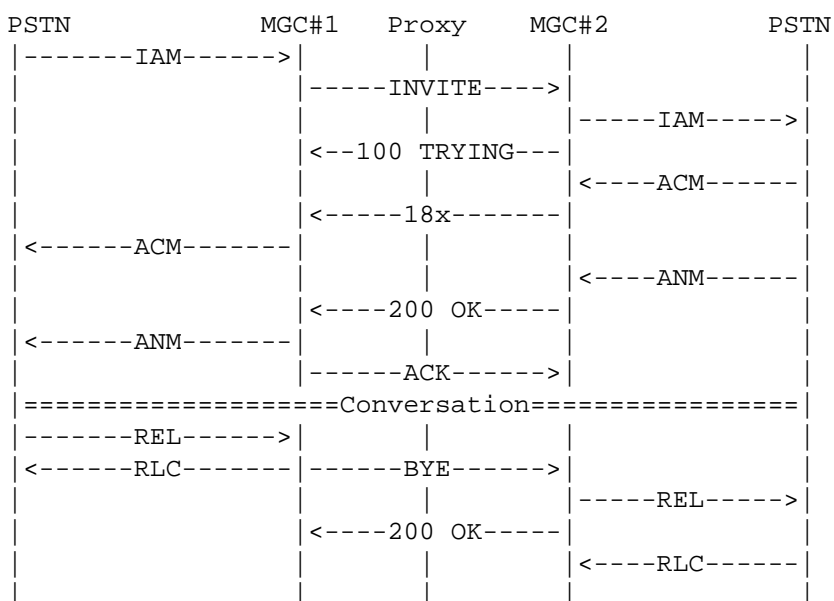 PSTN            MGC#1   Proxy    MGC#2          PSTN
|-------IAM------>|       |        |              |
|                 |-----INVITE---->|              |
|                 |       |        |-----IAM----->|
|                 |<--100 TRYING---|              |
|                 |       |        |<----ACM------|
|                 |<-----18x-------|              |
|<------ACM-------|       |        |              |
|                 |       |        |<----ANM------|
|                 |<----200 OK-----|              |
|<------ANM-------|       |        |              |
|                 |------ACK------>|              |
|====================Conversation=================|
|-------REL------>|       |        |              |
|<------RLC-------|------BYE------>|              |
|                 |       |        |-----REL----->|
|                 |<----200 OK-----|              |
|                 |       |        |<----RLC------|
|                 |       |        |              |